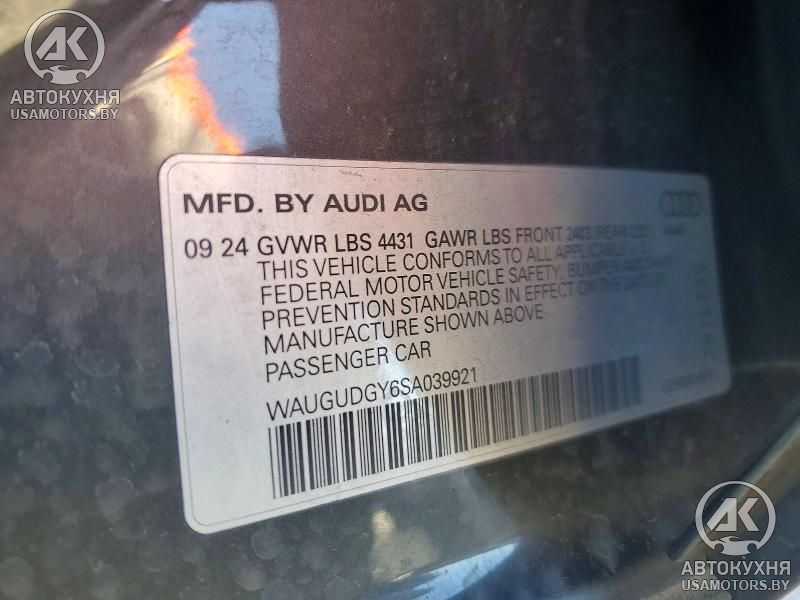 АВТОКУХНЯ
USAMOTORS.BY
MFD. BY AUDI AG
09 24 GVWR LBS 4431 GAWR LBS FRONT 2403 /REAR
THIS VEHICLE CONFORMS TO ALL APPLICABLE U.S.
FEDERAL MOTOR VEHICLE SAFETY, BUMPER AND THEFT
PREVENTION STANDARDS IN EFFECT ON THE DATE OF
MANUFACTURE SHOWN ABOVE.
PASSENGER CAR
WAUGUDGY6SA039921
GERMANY
АВТОКУХНЯ
USAMOTORS.BY